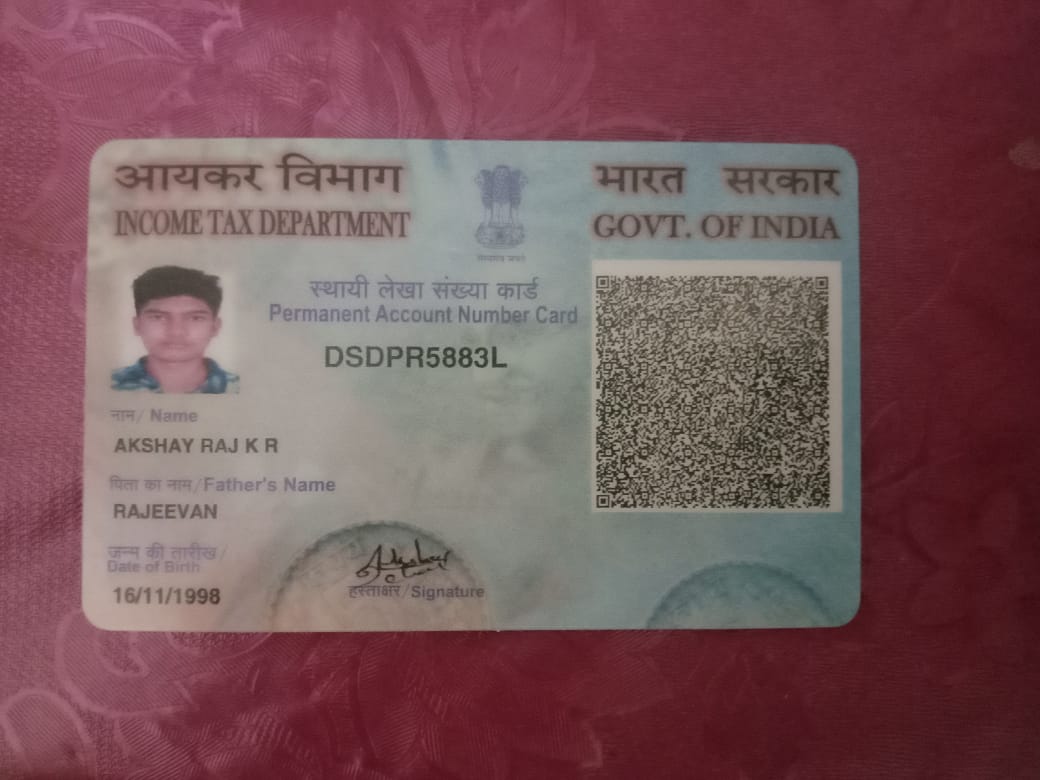 आयकर विभाग
INCOME TAX DEPARTMENT
भारत सरकार
GOVT. OF INDIA
सत्यमेव जयते
स्थायी लेखा संख्या कार्ड
Permanent Account Number Card
DSDPR5883L
नाम/ Name
AKSHAY RAJ K R
पिता का नाम/Father's Name
RAJEEVAN
जन्म की तारीख/
Date of Birth
16/11/1998
Akshay
हस्ताक्षर/Signature